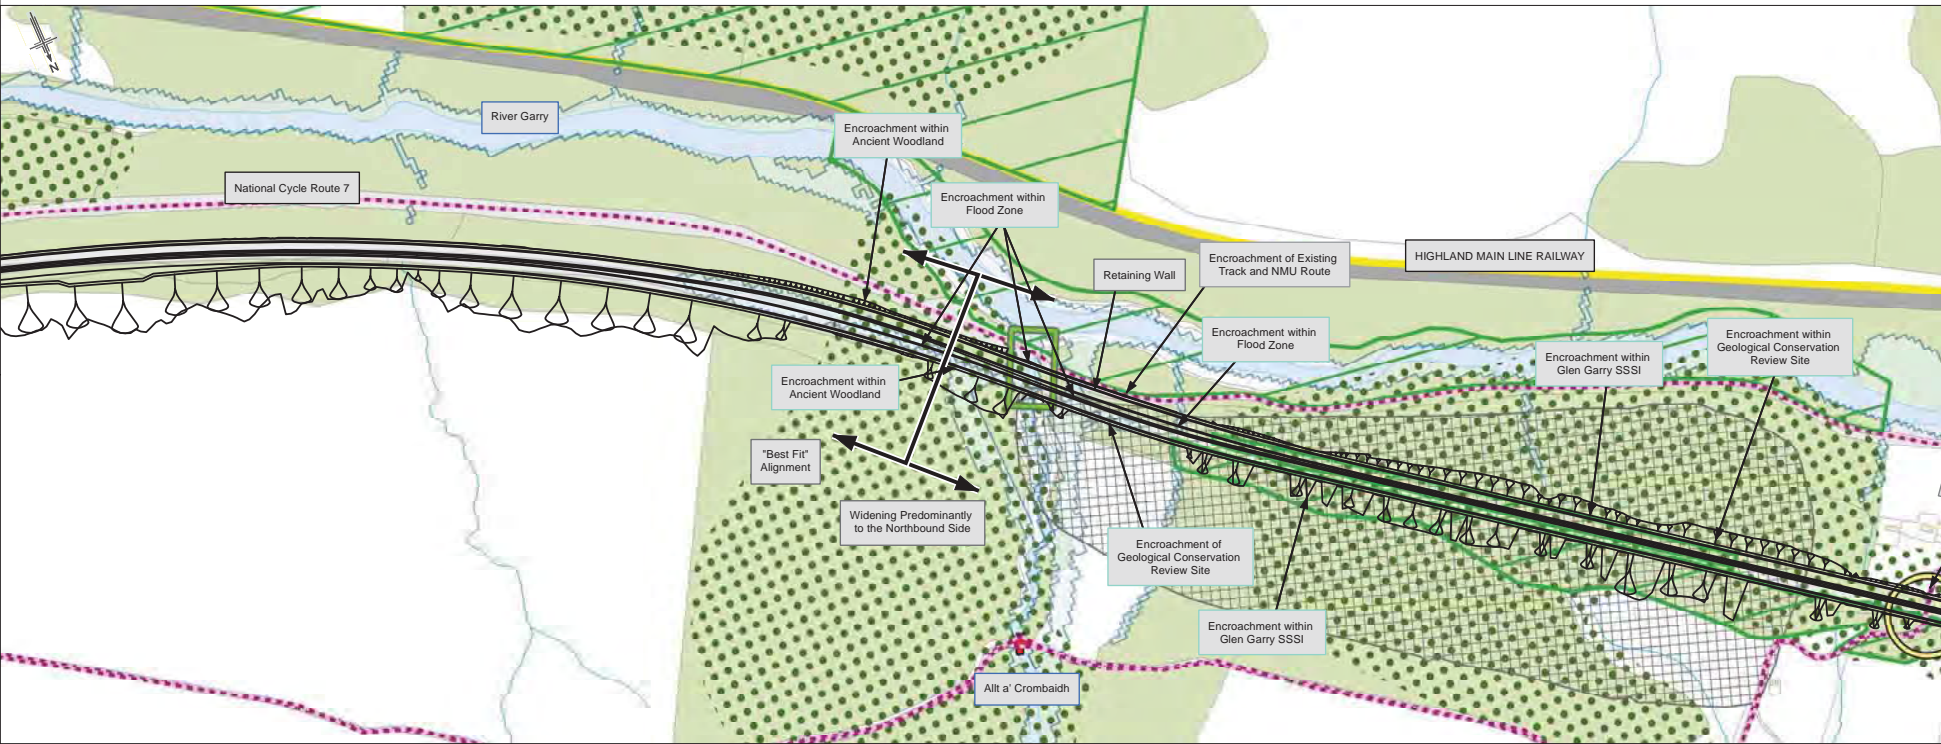 N
River Garry
Encroachment within
Ancient Woodland
National Cycle Route 7
Encroachment within
Flood Zone
HIGHLAND MAIN LINE RAILWAY
Retaining Wall
Encroachment of Existing
Track and NMU Route
Encroachment within
Flood Zone
Encroachment within
Glen Garry SSSI
Encroachment within
Geological Conservation
Review Site
Encroachment within
Ancient Woodland
"Best Fit"
Alignment
Widening Predominantly
to the Northbound Side
Encroachment of
Geological Conservation
Review Site
Encroachment within
Glen Garry SSSI
Allt a' Crombaidh